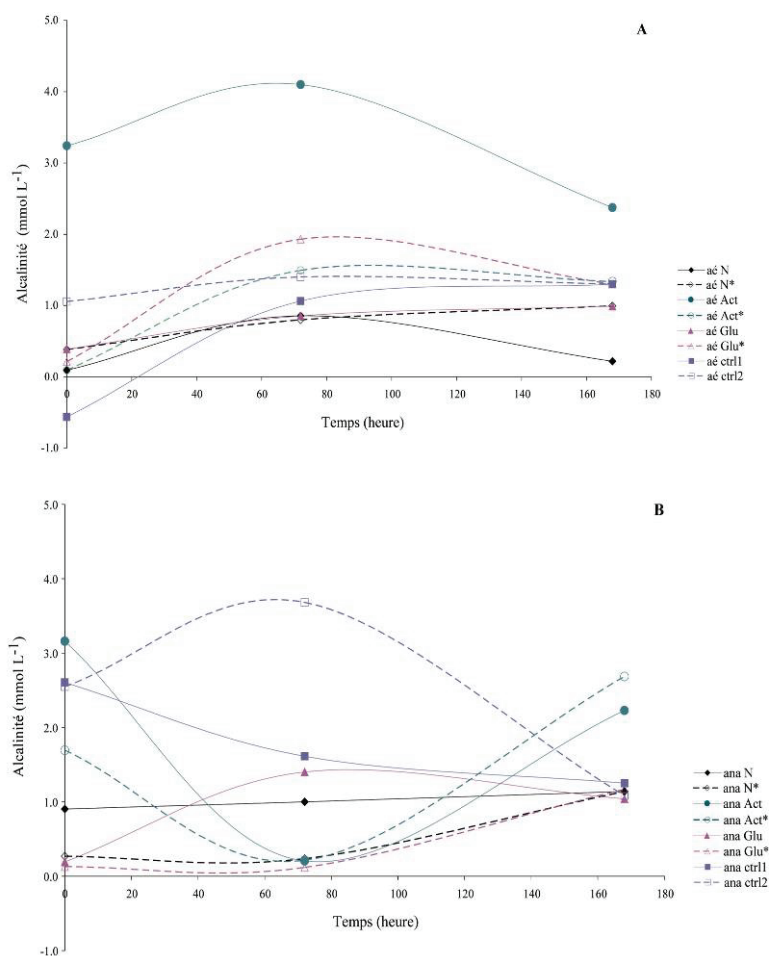 A
5.0
4.0
3.0
2.0
1.0
0.0
-1.0
Alcalinité (mmol L⁻¹)
0 20 40 60 80 100 120 140 160 180
Temps (heure)
aé N
aé N*
aé Act
aé Act*
aé Glu
aé Glu*
aé ctrl1
aé ctrl2
B
5.0
4.0
3.0
2.0
1.0
0.0
-1.0
Alcalinité (mmol L⁻¹)
0 20 40 60 80 100 120 140 160 180
Temps (heure)
ana N
ana N*
ana Act
ana Act*
ana Glu
ana Glu*
ana ctrl1
ana ctrl2